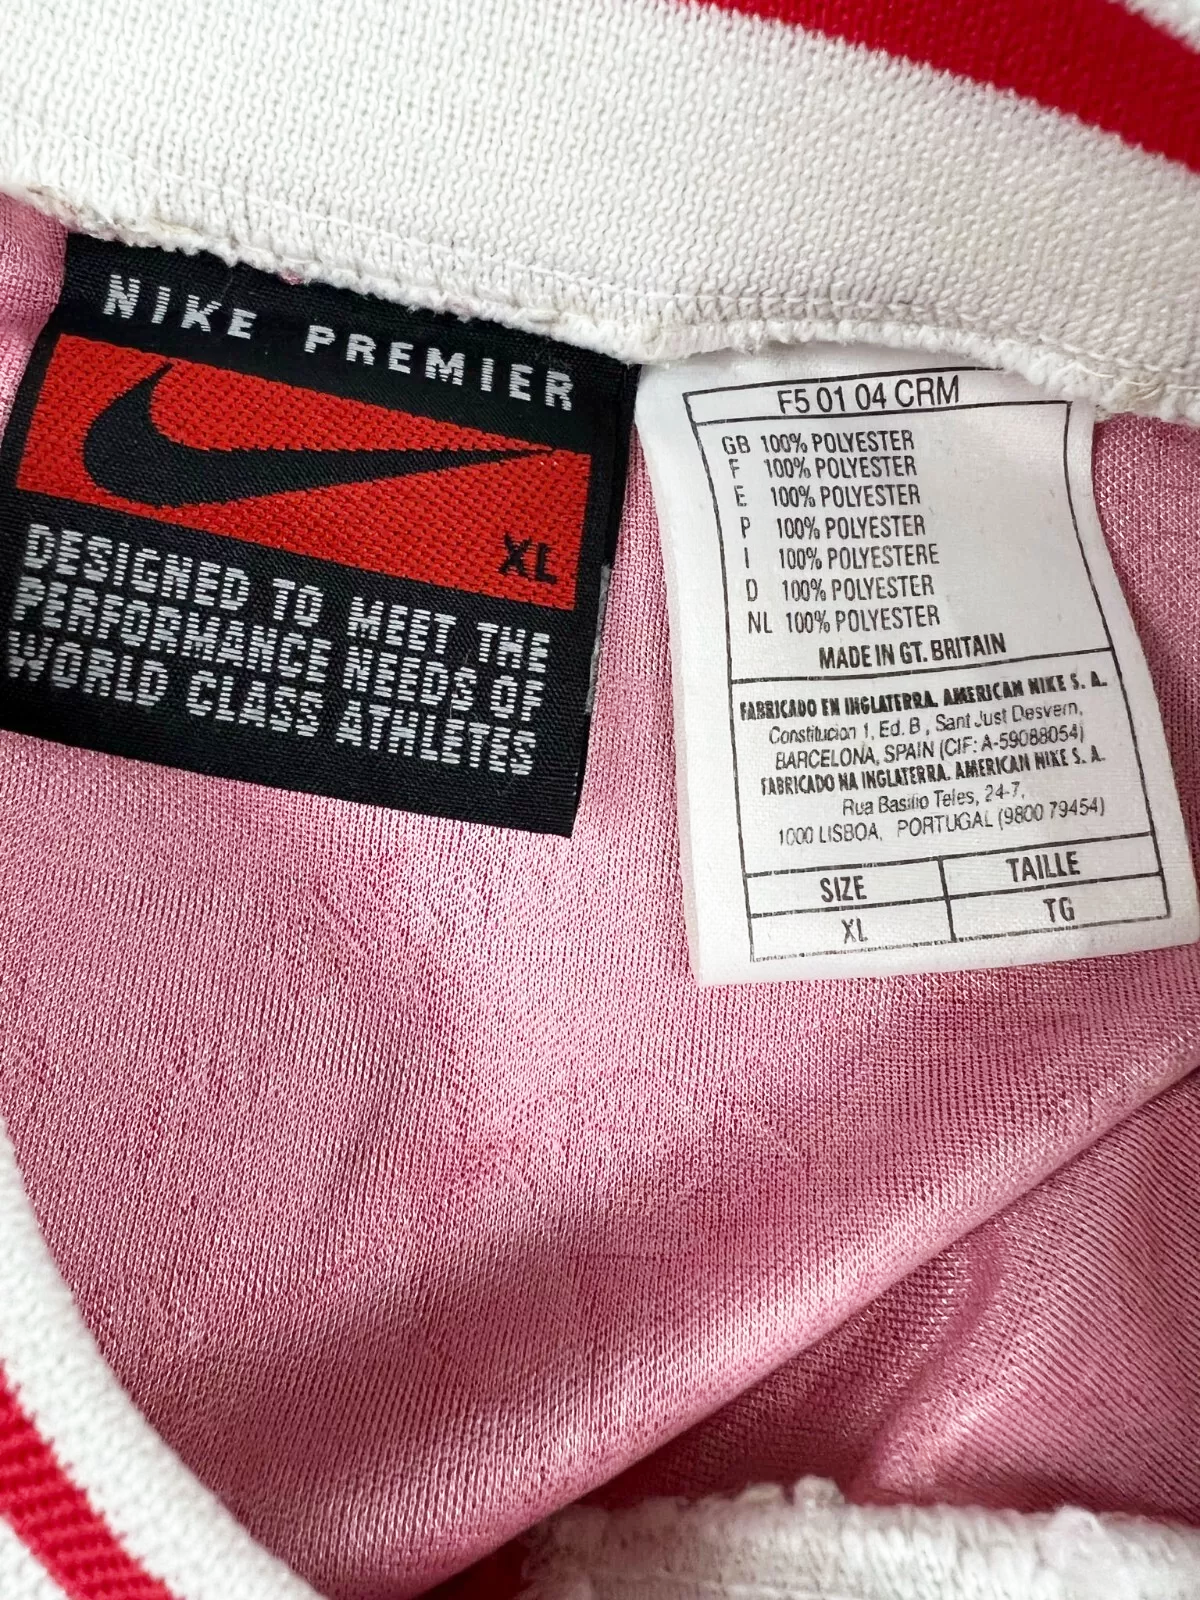 NIKE PREMIER
XL
DESIGNED TO MEET THE
PERFORMANCE NEEDS OF
WORLD CLASS ATHLETES
F5 01 04 CRM
GB 100% POLYESTER
F 100% POLYESTER
E 100% POLYESTER
P 100% POLYESTER
I 100% POLYESTERE
D 100% POLYESTER
NL 100% POLYESTER
MADE IN GT. BRITAIN
FABRICADO EN INGLATERRA. AMERICAN NIKE S. A.
Constitucion 1, Ed. B, Sant Just Desvern,
BARCELONA, SPAIN (CIF: A-59088054)
FABRICADO NA INGLATERRA. AMERICAN NIKE S. A.
Rua Basilio Teles, 24-7,
1000 LISBOA, PORTUGAL (9800 79454)
SIZE TAILLE
XL TG